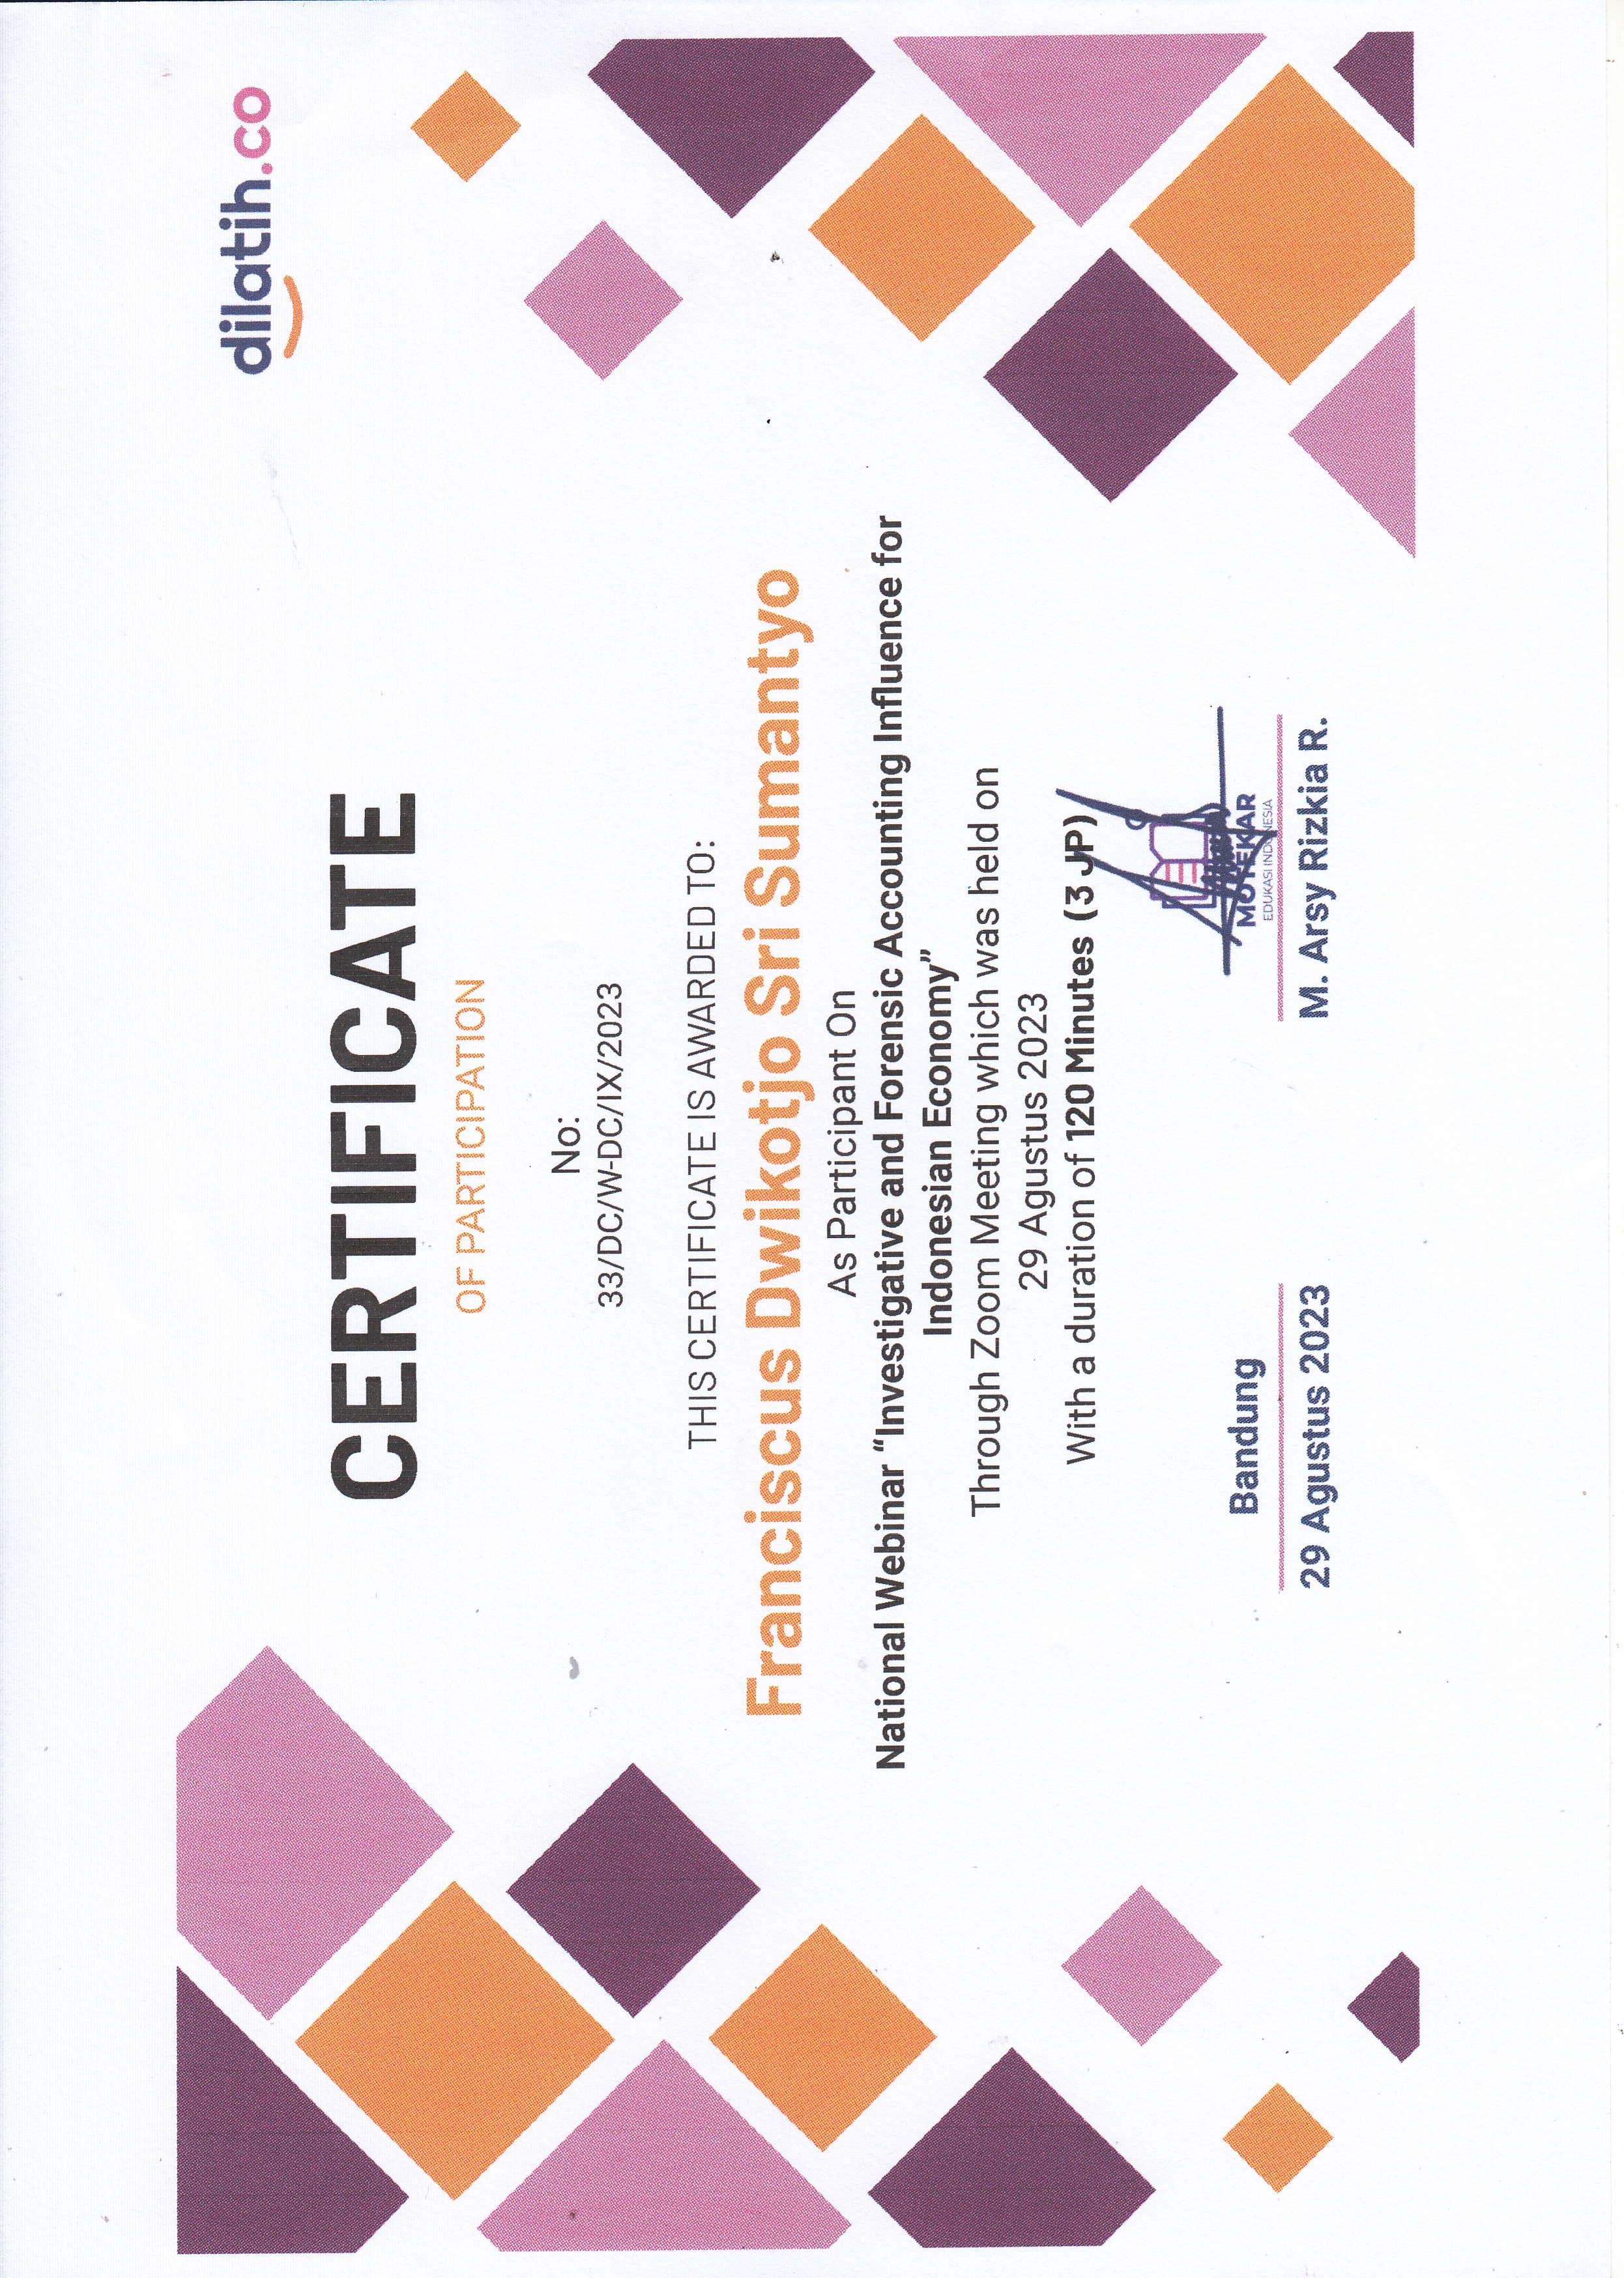 dilatih.co
CERTIFICATE
OF PARTICIPATION
No:
33/DC/W-DC/IX/2023
THIS CERTIFICATE IS AWARDED TO:
Franciscus Dwikotjo Sri Sumantyo
As Participant On
National Webinar “Investigative and Forensic Accounting Influence for
Indonesian Economy”
Through Zoom Meeting which was held on
29 Agustus 2023
With a duration of 120 Minutes (3 JP)
MOTEKAR
EDUKASI INDONESIA
Bandung
29 Agustus 2023
M. Arsy Rizkia R.